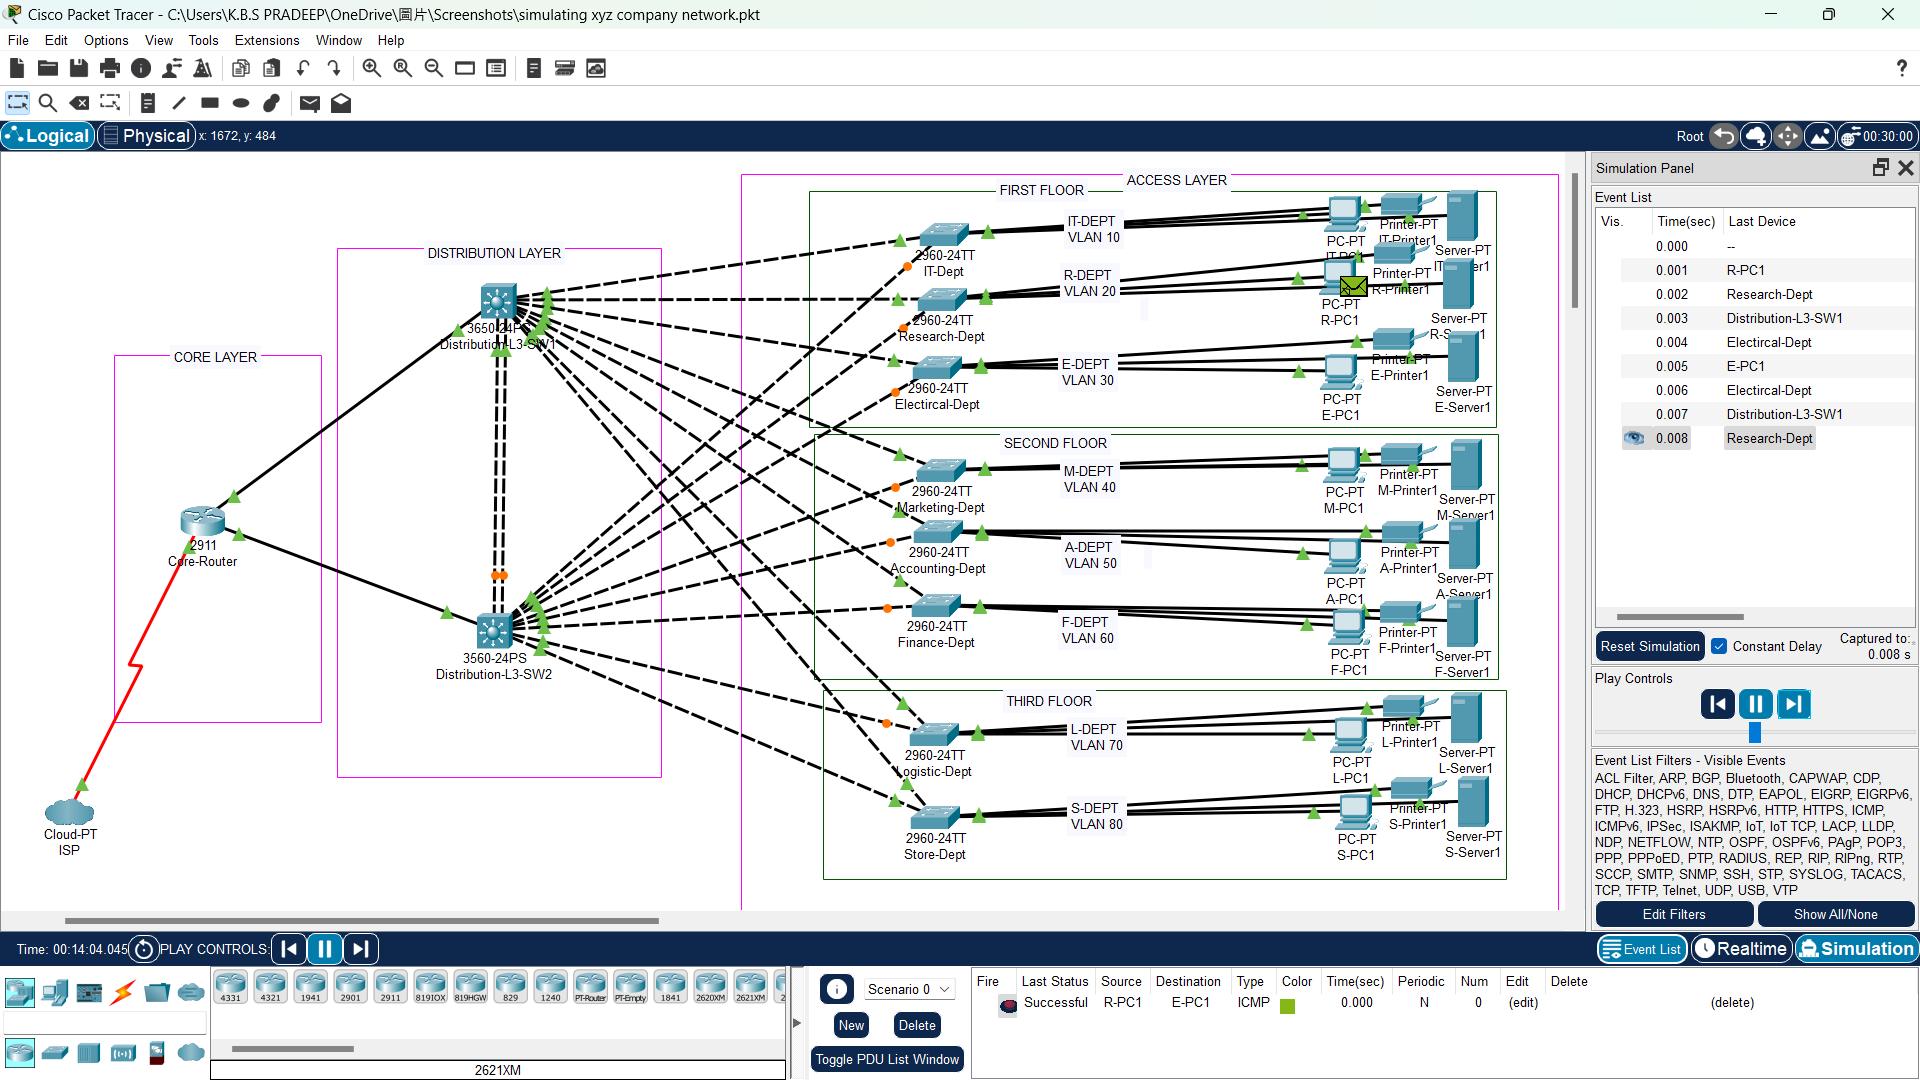 Cisco Packet Tracer - C:\Users\K.B.S PRADEEP\OneDrive\圖片\Screenshots\simulating xyz company network.pkt
File Edit Options View Tools Extensions Window Help
Logical Physical x: 1672, y: 484
Root 00:30:00
ACCESS LAYER
FIRST FLOOR
DISTRIBUTION LAYER
CORE LAYER
IT-DEPT
VLAN 10
2960-24TT
IT-Dept
PC-PT
Printer-PT
IT-Printer1
Server-PT
R-DEPT
VLAN 20
2960-24TT
Research-Dept
PC-PT
R-PC1
Printer-PT
R-Printer1
Server-PT
E-DEPT
VLAN 30
2960-24TT
Electircal-Dept
PC-PT
E-PC1
Printer-PT
E-Printer1
Server-PT
E-Server1
3650-24PS
Distribution-L3-SW1
SECOND FLOOR
M-DEPT
VLAN 40
2960-24TT
Marketing-Dept
PC-PT
M-PC1
Printer-PT
M-Printer1
Server-PT
M-Server1
A-DEPT
VLAN 50
2960-24TT
Accounting-Dept
PC-PT
A-PC1
Printer-PT
A-Printer1
Server-PT
A-Server1
F-DEPT
VLAN 60
2960-24TT
Finance-Dept
PC-PT
F-PC1
Printer-PT
F-Printer1
Server-PT
F-Server1
2911
Core-Router
3560-24PS
Distribution-L3-SW2
THIRD FLOOR
L-DEPT
VLAN 70
2960-24TT
Logistic-Dept
PC-PT
L-PC1
Printer-PT
L-Printer1
Server-PT
L-Server1
S-DEPT
VLAN 80
2960-24TT
Store-Dept
PC-PT
S-PC1
Printer-PT
S-Printer1
Server-PT
S-Server1
Cloud-PT
ISP
Simulation Panel
Event List
Vis. Time(sec) Last Device
0.000 --
0.001 R-PC1
0.002 Research-Dept
0.003 Distribution-L3-SW1
0.004 Electircal-Dept
0.005 E-PC1
0.006 Electircal-Dept
0.007 Distribution-L3-SW1
0.008 Research-Dept
Reset Simulation Constant Delay Captured to:
0.008 s
Play Controls
Event List Filters - Visible Events
ACL Filter, ARP, BGP, Bluetooth, CAPWAP, CDP,
DHCP, DHCPv6, DNS, DTP, EAPOL, EIGRP, EIGRPv6,
FTP, H.323, HSRP, HSRPv6, HTTP, HTTPS, ICMP,
ICMPv6, IPSec, ISAKMP, IoT, IoT TCP, LACP, LLDP,
NDP, NETFLOW, NTP, OSPF, OSPFv6, PAgP, POP3,
PPP, PPPoED, PTP, RADIUS, REP, RIP, RIPng, RTP,
SCCP, SMTP, SNMP, SSH, STP, SYSLOG, TACACS,
TCP, TFTP, Telnet, UDP, USB, VTP
Edit Filters Show All/None
Time: 00:14:04.045 PLAY CONTROLS:
Event List Realtime Simulation
4331 4321 1941 2901 2911 819IOX 819HGW 829 1240 PT-Router PT-Empty 1841 2620XM 2621XM
2621XM
Scenario 0
New Delete
Toggle PDU List Window
Fire Last Status Source Destination Type Color Time(sec) Periodic Num Edit Delete
Successful R-PC1 E-PC1 ICMP 0.000 N 0 (edit) (delete)